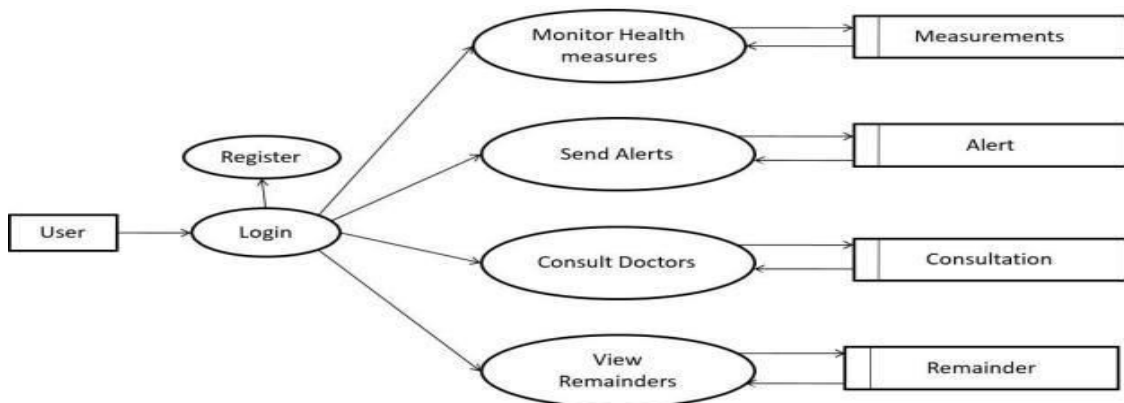 Monitor Health
measures
Measurements
Register
Send Alerts
Alert
User
Login
Consult Doctors
Consultation
View
Remainders
Remainder